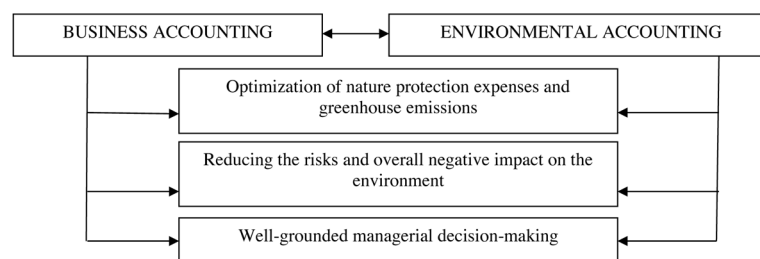 BUSINESS ACCOUNTING
ENVIRONMENTAL ACCOUNTING
Optimization of nature protection expenses and
greenhouse emissions
Reducing the risks and overall negative impact on the
environment
Well-grounded managerial decision-making